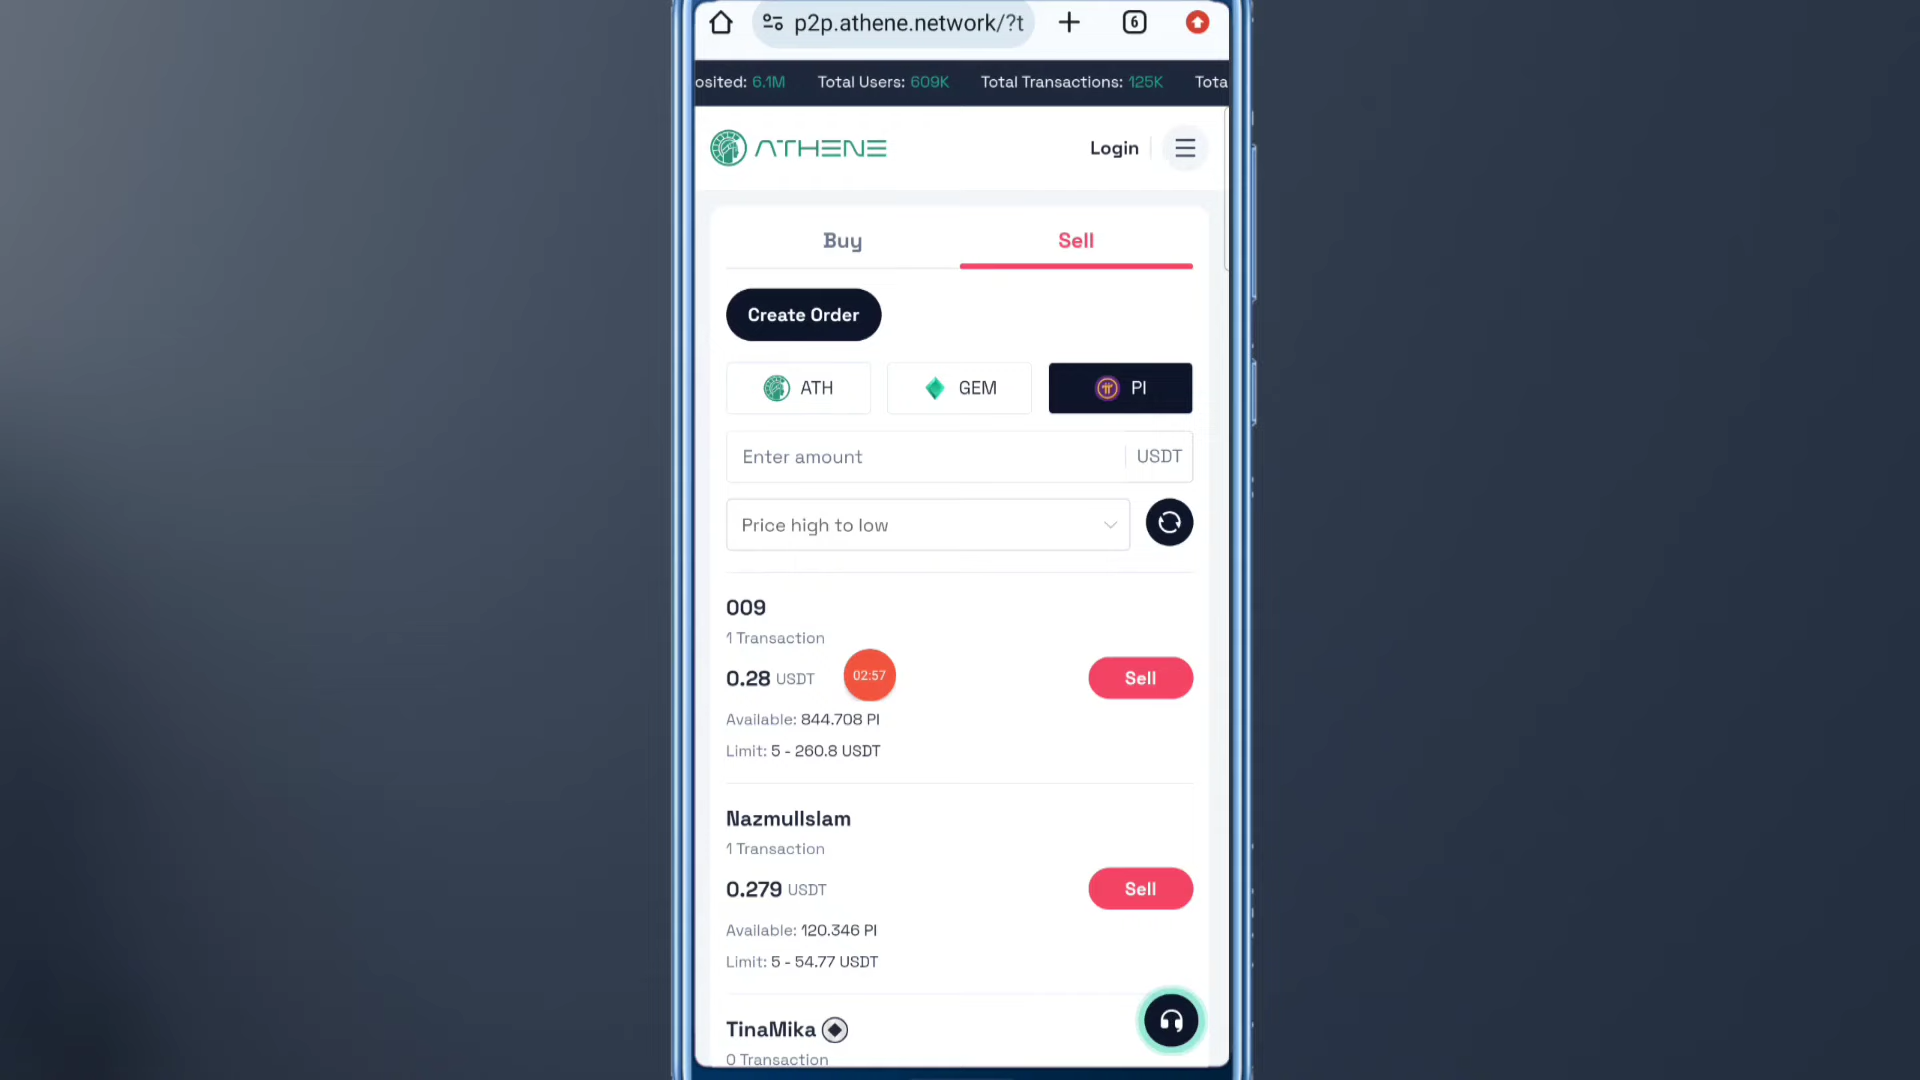 p2p.athene.network/?t
6
osited: 6.1M Total Users: 609K Total Transactions: 125K Tota
ATHENE
Login
Buy Sell
Create Order
ATH GEM PI
Enter amount USDT
Price high to low
009
1 Transaction
0.28 USDT 02:57 Sell
Available: 844.708 PI
Limit: 5 - 260.8 USDT
NazmulIslam
1 Transaction
0.279 USDT Sell
Available: 120.346 PI
Limit: 5 - 54.77 USDT
TinaMika
0 Transaction